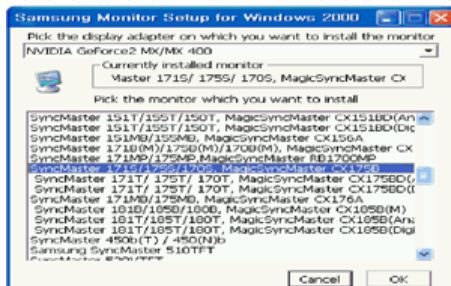 Samsung Monitor Setup for Windows 2000
Pick the display adapter on which you want to install the monitor
NVIDIA GeForce2 MX/MX 400
Currently installed monitor
Master 171S/ 175S/ 170S, MagicSyncMaster CX
Pick the monitor which you want to install
SyncMaster 151T/155T/150T, MagicSyncMaster CX151BD(An
SyncMaster 151T/155T/150T, MagicSyncMaster CX151BD(Dig
SyncMaster 151MB/155MB, MagicSyncMaster CX156A
SyncMaster 171B(M)/175B(M)/170B(M), MagicSyncMaster CX
SyncMaster 171MP/175MP,MagicSyncMaster RB1700MP
SyncMaster 171S/175S/170S, MagicSyncMaster CX175B
SyncMaster 171T/ 175T/ 170T, MagicSyncMaster CX175BD(
SyncMaster 171T/ 175T/ 170T, MagicSyncMaster CX175BD(
SyncMaster 171MB/175MB, MagicSyncMaster CX176A
SyncMaster 181B/185B/180B, MagicSyncMaster CX185B(M)
SyncMaster 181T/185T/180T, MagicSyncMaster CX185B(Ana
SyncMaster 181T/185T/180T, MagicSyncMaster CX185B(Digi
SyncMaster 450b(T) / 450(N)b
Samsung SyncMaster 510TFT
Cancel OK